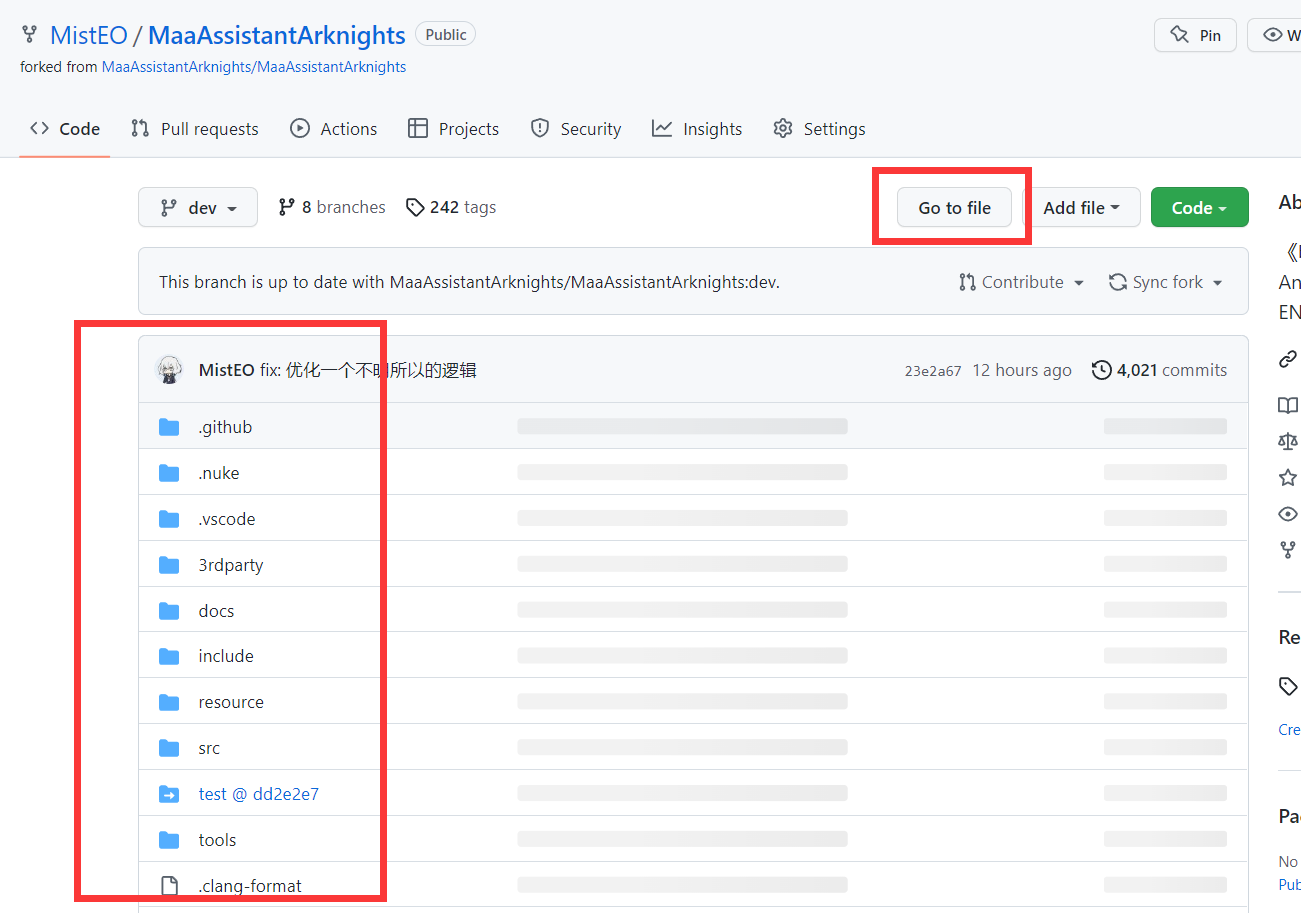 MistEO / MaaAssistantArknights Public
Pin
W
forked from MaaAssistantArknights/MaaAssistantArknights
Code Pull requests Actions Projects Security Insights Settings
dev 8 branches 242 tags Go to file Add file Code
Ab
This branch is up to date with MaaAssistantArknights/MaaAssistantArknights:dev. Contribute Sync fork
An
EN
MistEO fix: 优化一个不明所以的逻辑 23e2a67 12 hours ago 4,021 commits
.github
.nuke
.vscode
3rdparty
docs
include
Re
resource
Cre
src
test @ dd2e2e7
Pa
tools
No
.clang-format
Pub